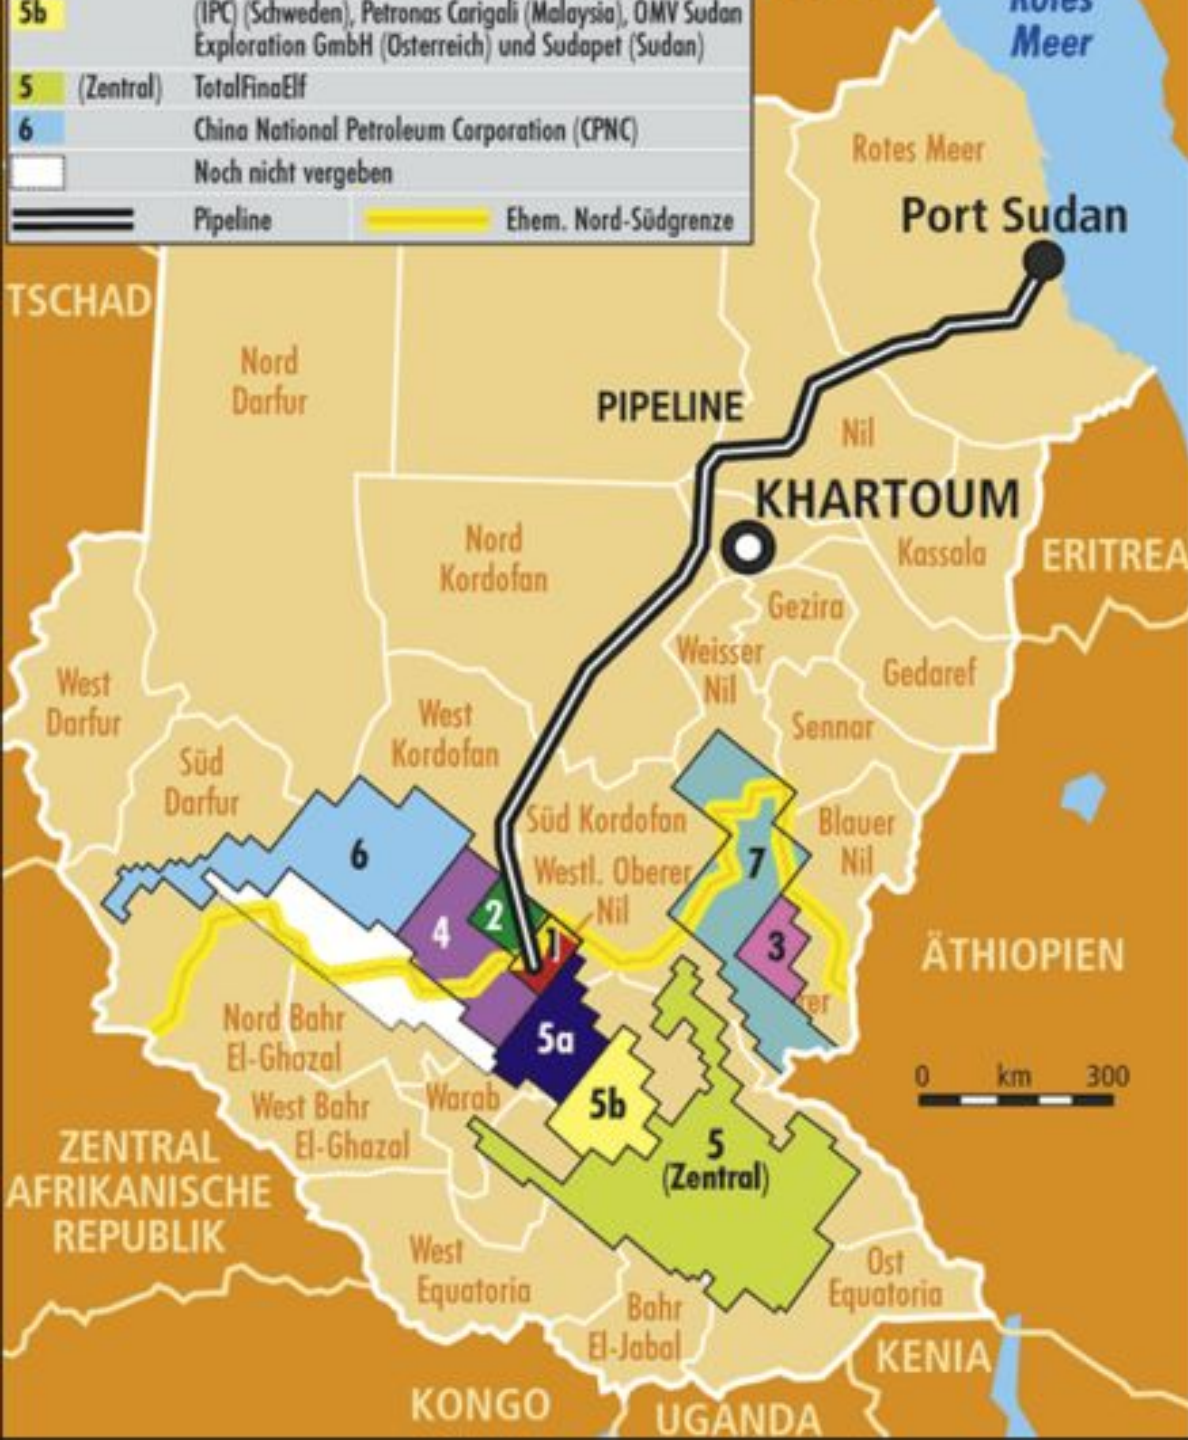 5b
(IPC) (Schweden), Petronas Carigali (Malaysia), OMV Sudan
Exploration GmbH (Österreich) und Sudapet (Sudan)
5 (Zentral) TotalFinaElf
6 China National Petroleum Corporation (CPNC)
Noch nicht vergeben
Pipeline Ehem. Nord-Südgrenze
Rotes
Meer
Rotes Meer
Port Sudan
TSCHAD
Nord
Darfur
PIPELINE
Nil
KHARTOUM
Nord
Kordofan
Kassala
ERITREA
Gezira
Weisser
Nil
Gedaref
West
Darfur
West
Kordofan
Sennar
Süd
Darfur
Süd Kordofan
Blauer
Nil
6
7
Westl. Oberer
Nil
2
4
1
3
ÄTHIOPIEN
rer
Nord Bahr
El-Ghazal
5a
0 km 300
Warab
5b
West Bahr
El-Ghazal
5
(Zentral)
ZENTRAL
AFRIKANISCHE
REPUBLIK
West
Equatoria
Ost
Equatoria
Bahr
El-Jabal
KENIA
KONGO
UGANDA